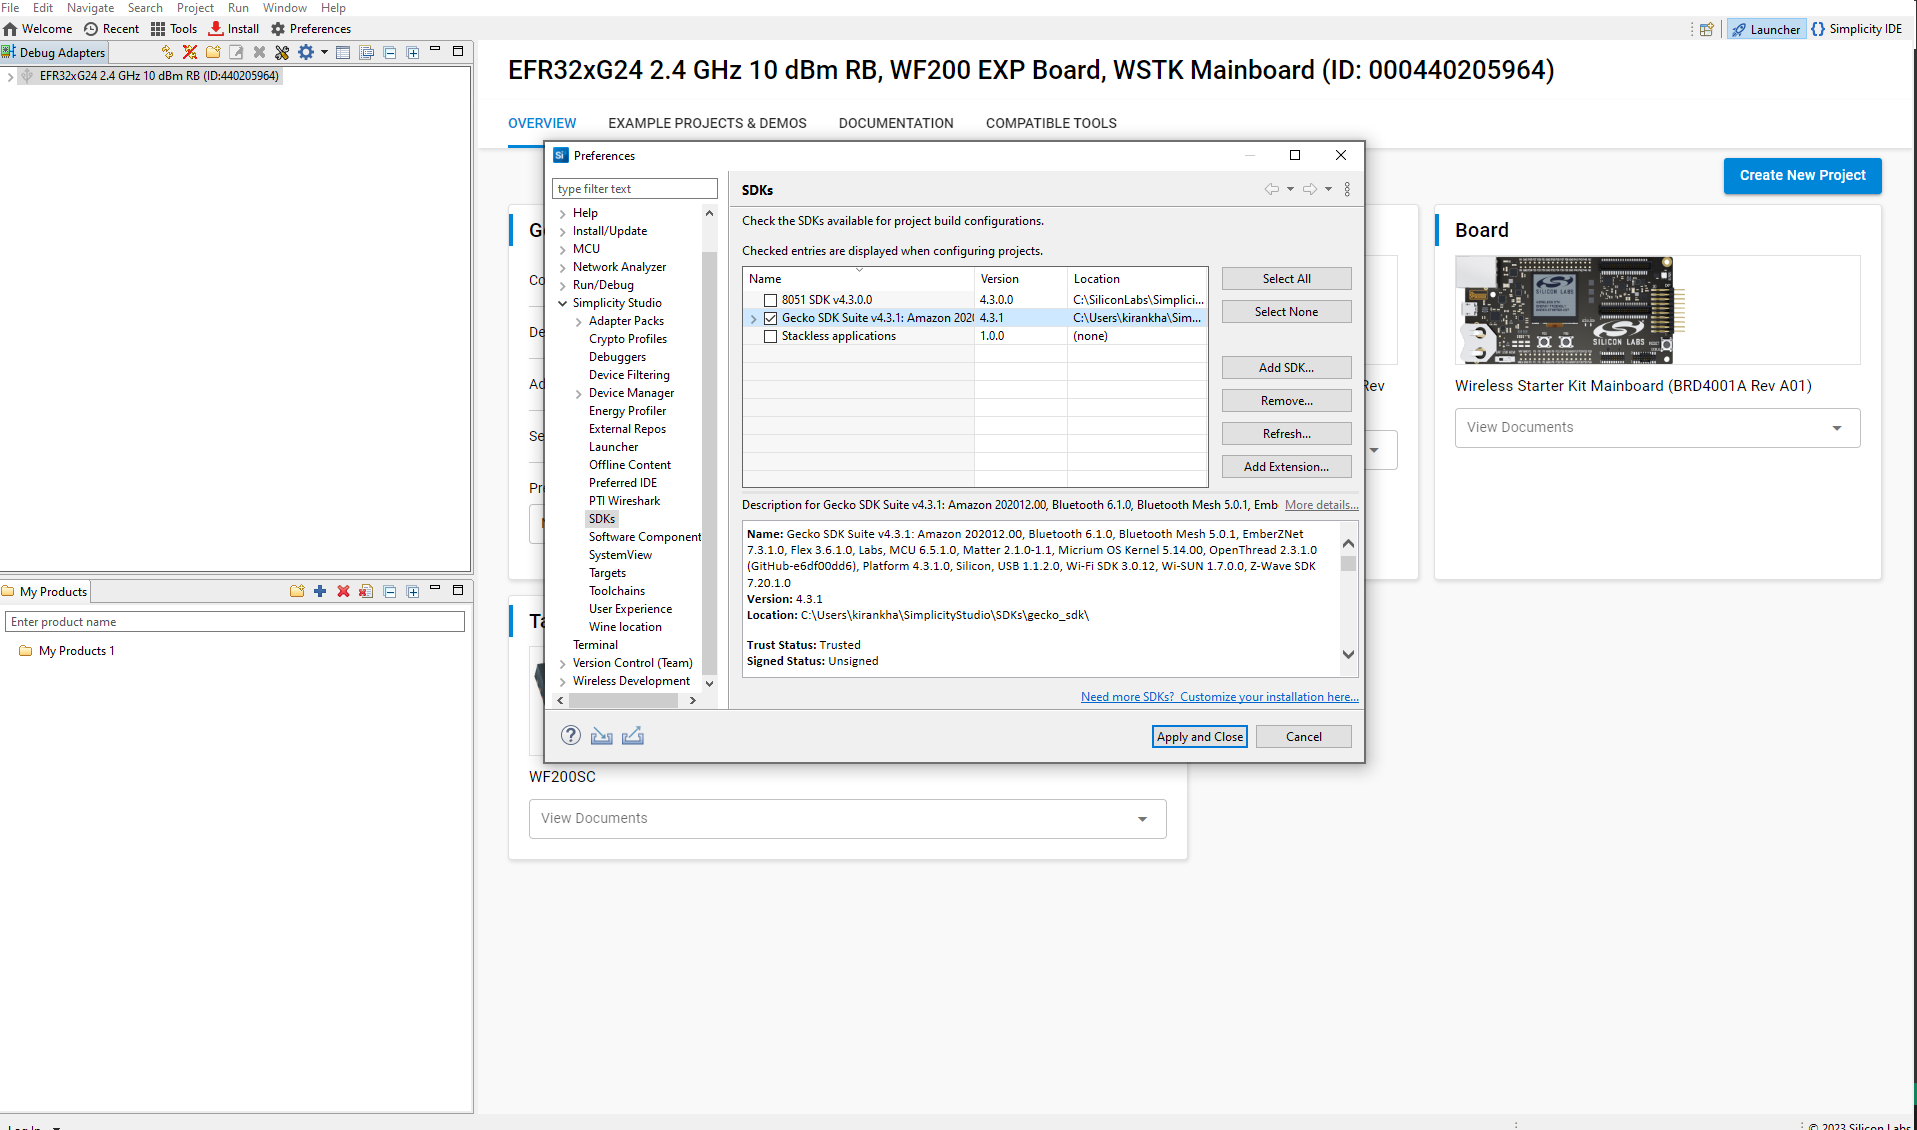 File Edit Navigate Search Project Run Window Help
Welcome Recent Tools Install Preferences
Launcher Simplicity IDE
Debug Adapters
EFR32xG24 2.4 GHz 10 dBm RB (ID:440205964)
EFR32xG24 2.4 GHz 10 dBm RB, WF200 EXP Board, WSTK Mainboard (ID: 000440205964)
OVERVIEW EXAMPLE PROJECTS & DEMOS DOCUMENTATION COMPATIBLE TOOLS
Create New Project
Preferences
type filter text
Help
Install/Update
MCU
Network Analyzer
Run/Debug
Simplicity Studio
Adapter Packs
Crypto Profiles
Debuggers
Device Filtering
Device Manager
Energy Profiler
External Repos
Launcher
Offline Content
Preferred IDE
PTI Wireshark
SDKs
Software Component
SystemView
Targets
Toolchains
User Experience
Wine location
Terminal
Version Control (Team)
Wireless Development
SDKs
Check the SDKs available for project build configurations.
Checked entries are displayed when configuring projects.
Name Version Location
8051 SDK v4.3.0.0 4.3.0.0 C:\SiliconLabs\Simplici...
Gecko SDK Suite v4.3.1: Amazon 2020 4.3.1 C:\Users\kirankha\Sim...
Stackless applications 1.0.0 (none)
Select All
Select None
Add SDK...
Remove...
Refresh...
Add Extension...
Description for Gecko SDK Suite v4.3.1: Amazon 202012.00, Bluetooth 6.1.0, Bluetooth Mesh 5.0.1, Emb More details...
Name: Gecko SDK Suite v4.3.1: Amazon 202012.00, Bluetooth 6.1.0, Bluetooth Mesh 5.0.1, EmberZNet
7.3.1.0, Flex 3.6.1.0, Labs, MCU 6.5.1.0, Matter 2.1.0-1.1, Micrium OS Kernel 5.14.00, OpenThread 2.3.1.0
(GitHub-e6df00dd6), Platform 4.3.1.0, Silicon, USB 1.1.2.0, Wi-Fi SDK 3.0.12, Wi-SUN 1.7.0.0, Z-Wave SDK
7.20.1.0
Version: 4.3.1
Location: C:\Users\kirankha\SimplicityStudio\SDKs\gecko_sdk\
Trust Status: Trusted
Signed Status: Unsigned
Need more SDKs? Customize your installation here...
Apply and Close Cancel
G
Co
De
Ad
Se
Pr
Rev
Board
SILICON LABS
SILICON LABS
Wireless Starter Kit Mainboard (BRD4001A Rev A01)
View Documents
My Products
Enter product name
My Products 1
Ta
WF200SC
View Documents
Log In
© 2023 Silicon Labs